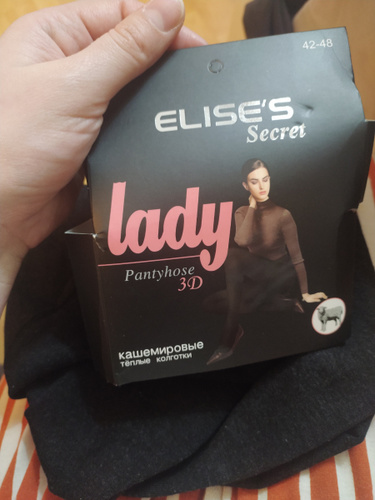 42-48
ELISE'S
Secret
lady
Pantyhose
3D
кашемировые
тёплые колготки